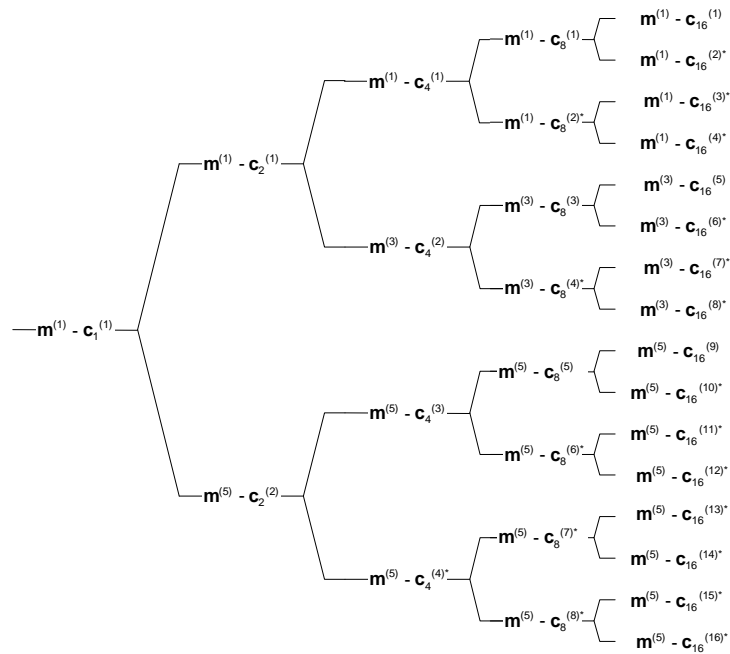 m⁽¹⁾ - c₁⁽¹⁾
m⁽¹⁾ - c₂⁽¹⁾
m⁽⁵⁾ - c₂⁽²⁾
m⁽¹⁾ - c₄⁽¹⁾
m⁽³⁾ - c₄⁽²⁾
m⁽⁵⁾ - c₄⁽³⁾
m⁽⁵⁾ - c₄⁽⁴⁾*
m⁽¹⁾ - c₈⁽¹⁾
m⁽¹⁾ - c₈⁽²⁾*
m⁽³⁾ - c₈⁽³⁾
m⁽³⁾ - c₈⁽⁴⁾*
m⁽⁵⁾ - c₈⁽⁵⁾
m⁽⁵⁾ - c₈⁽⁶⁾*
m⁽⁵⁾ - c₈⁽⁷⁾*
m⁽⁵⁾ - c₈⁽⁸⁾*
m⁽¹⁾ - c₁₆⁽¹⁾
m⁽¹⁾ - c₁₆⁽²⁾*
m⁽¹⁾ - c₁₆⁽³⁾*
m⁽¹⁾ - c₁₆⁽⁴⁾*
m⁽³⁾ - c₁₆⁽⁵⁾
m⁽³⁾ - c₁₆⁽⁶⁾*
m⁽³⁾ - c₁₆⁽⁷⁾*
m⁽³⁾ - c₁₆⁽⁸⁾*
m⁽⁵⁾ - c₁₆⁽⁹⁾
m⁽⁵⁾ - c₁₆⁽¹⁰⁾*
m⁽⁵⁾ - c₁₆⁽¹¹⁾*
m⁽⁵⁾ - c₁₆⁽¹²⁾*
m⁽⁵⁾ - c₁₆⁽¹³⁾*
m⁽⁵⁾ - c₁₆⁽¹⁴⁾*
m⁽⁵⁾ - c₁₆⁽¹⁵⁾*
m⁽⁵⁾ - c₁₆⁽¹⁶⁾*